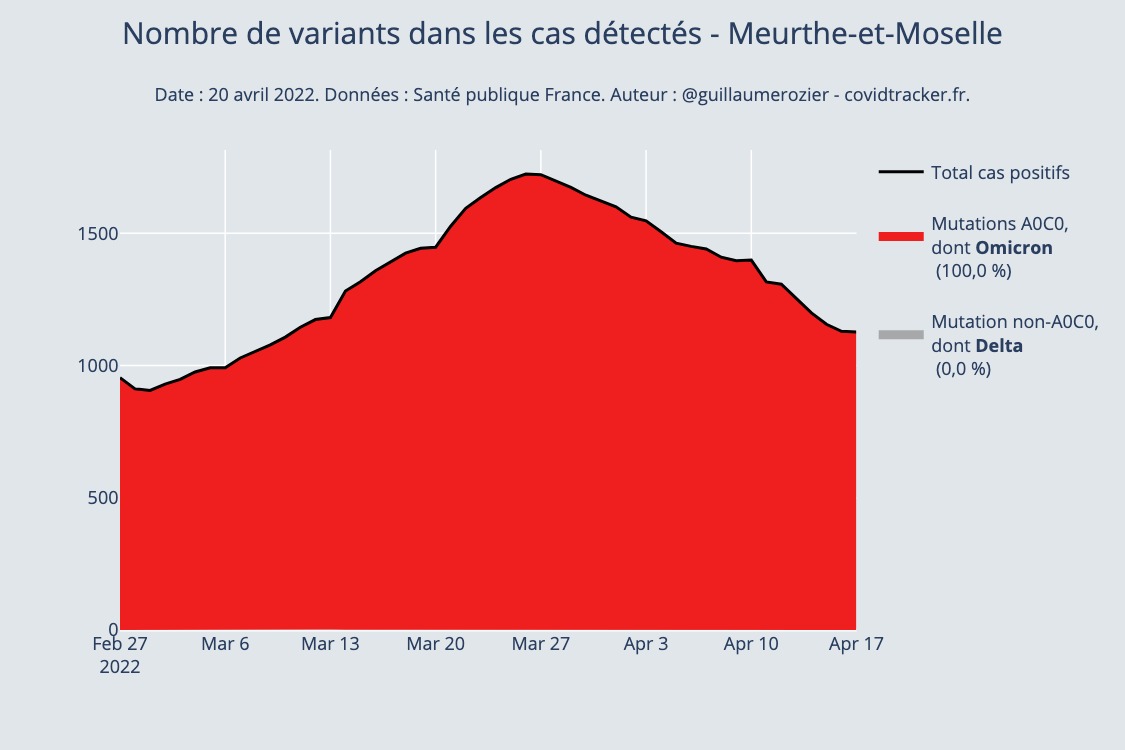 Nombre de variants dans les cas détectés - Meurthe-et-Moselle
Date : 20 avril 2022. Données : Santé publique France. Auteur : @guillaumerozier - covidtracker.fr.
Total cas positifs
Mutations A0C0,
dont Omicron
(100,0 %)
Mutation non-A0C0,
dont Delta
(0,0 %)
1500
1000
500
0
Feb 27
2022
Mar 6
Mar 13
Mar 20
Mar 27
Apr 3
Apr 10
Apr 17